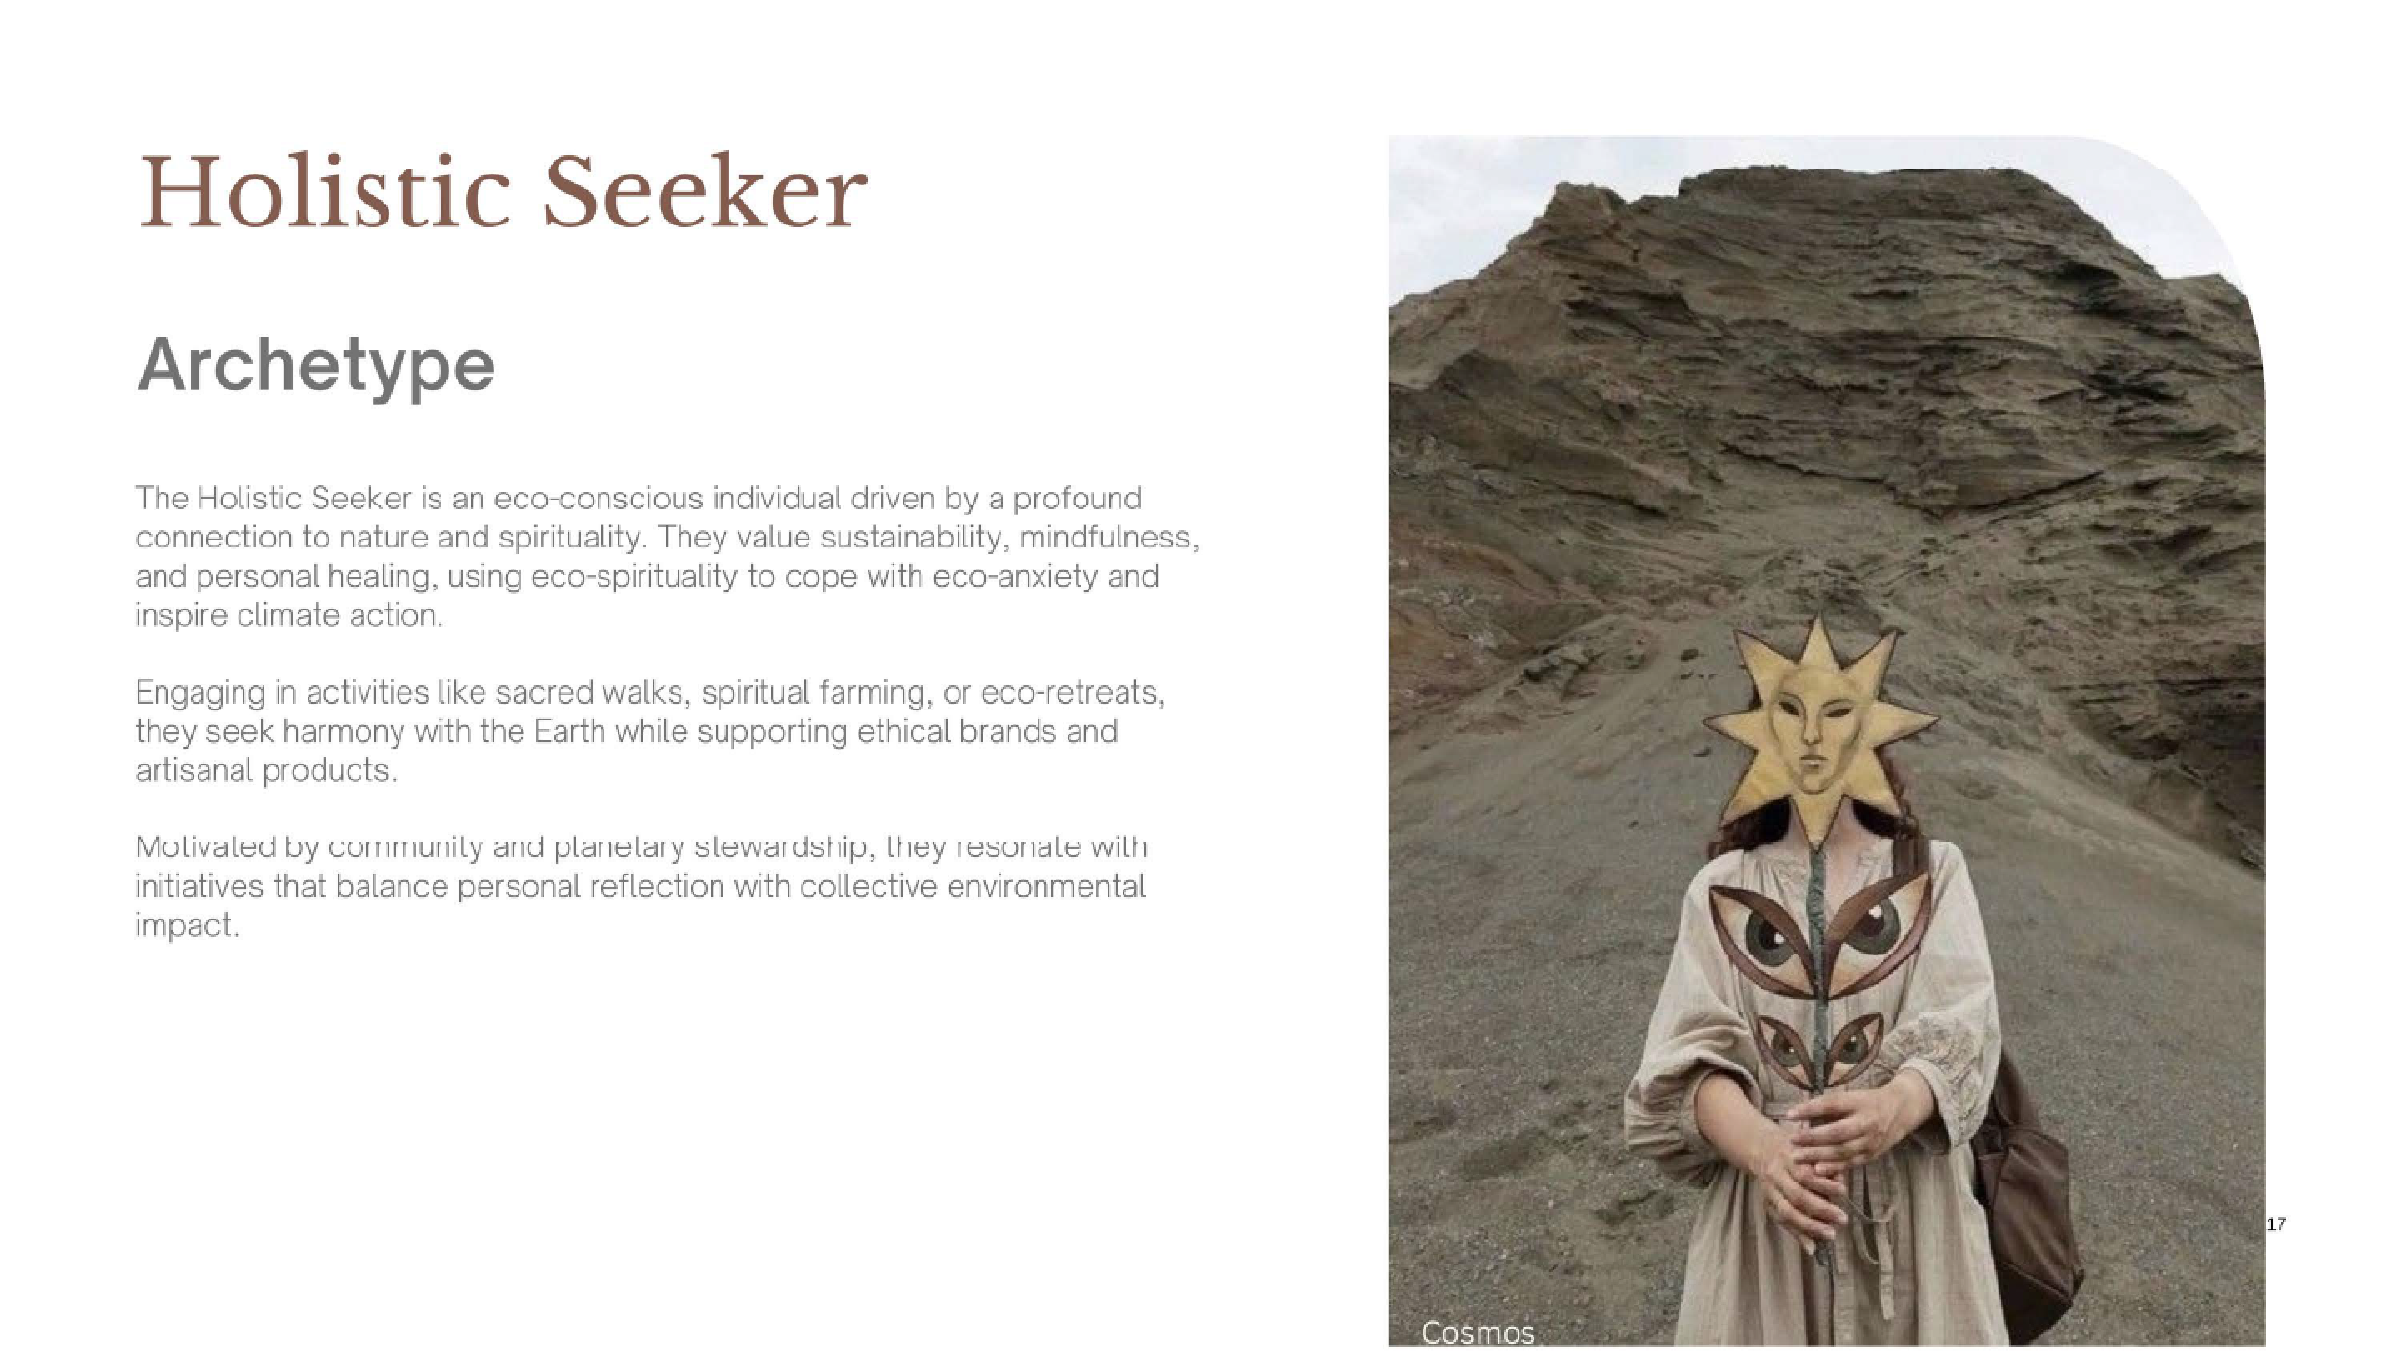 Holistic Seeker
Archetype
The Holistic Seeker is an eco-conscious individual driven by a profound
connection to nature and spirituality. They value sustainability, mindfulness,
and personal healing, using eco-spirituality to cope with eco-anxiety and
inspire climate action.
Engaging in activities like sacred walks, spiritual farming, or eco-retreats,
they seek harmony with the Earth while supporting ethical brands and
artisanal products.
Motivated by community and planetary stewardship, they resonate with
initiatives that balance personal reflection with collective environmental
impact.
17
Cosmos